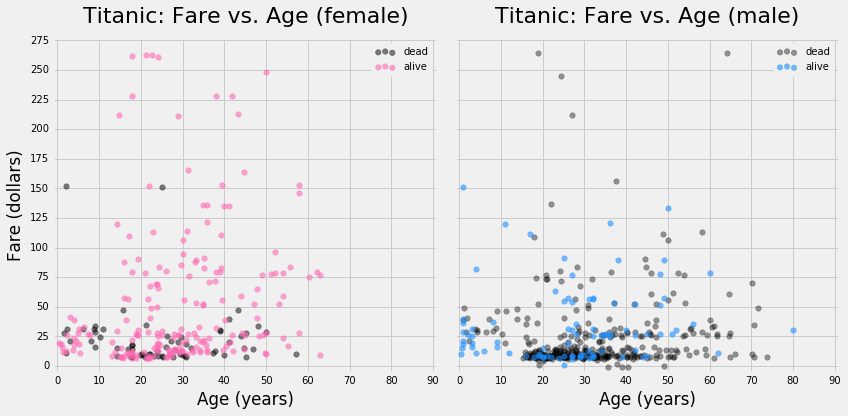 Titanic: Fare vs. Age (female)
Titanic: Fare vs. Age (male)
275
250
225
200
175
150
125
100
75
50
25
0
Fare (dollars)
dead
alive
dead
alive
0 10 20 30 40 50 60 70 80 90
0 10 20 30 40 50 60 70 80 90
Age (years)
Age (years)